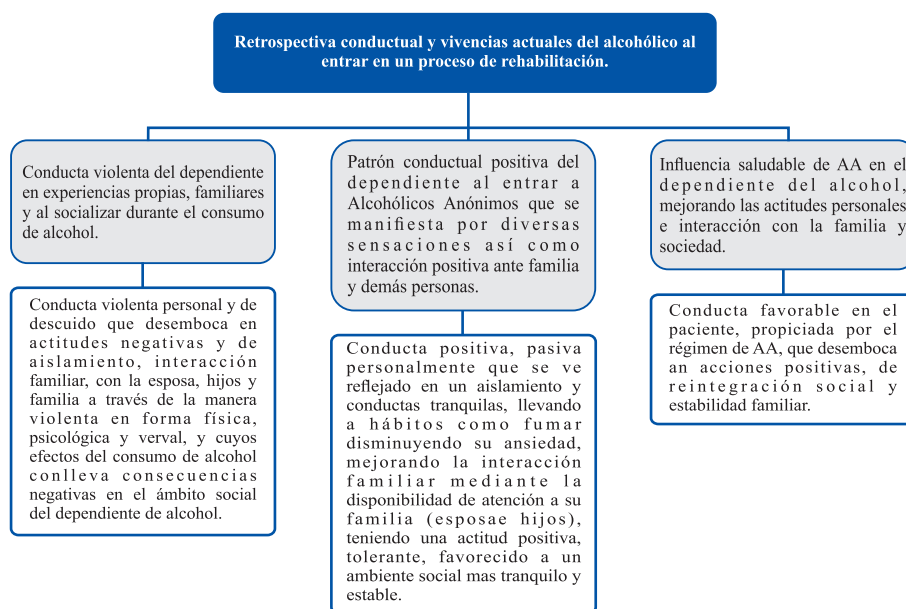 Retrospectiva conductual y vivencias actuales del alcohólico al
entrar en un proceso de rehabilitación.
Conducta violenta del dependiente
en experiencias propias, familiares
y al socializar durante el consumo
de alcohol.
Conducta violenta personal y de
descuido que desemboca en
actitudes negativas y de
aislamiento, interacción
familiar, con la esposa, hijos y
familia a través de la manera
violenta en forma física,
psicológica y verval, y cuyos
efectos del consumo de alcohol
conlleva consecuencias
negativas en el ámbito social
del dependiente de alcohol.
Patrón conductual positiva del
dependiente al entrar a
Alcohólicos Anónimos que se
manifiesta por diversas
sensaciones así como
interacción positiva ante familia
y demás personas.
Conducta positiva, pasiva
personalmente que se ve
reflejado en un aislamiento y
conductas tranquilas, llevando
a hábitos como fumar
disminuyendo su ansiedad,
mejorando la interacción
familiar mediante la
disponibilidad de atención a su
familia (esposae hijos),
teniendo una actitud positiva,
tolerante, favorecido a un
ambiente social mas tranquilo y
estable.
Influencia saludable de AA en el
dependiente del alcohol,
mejorando las actitudes personales
e interacción con la familia y
sociedad.
Conducta favorable en el
paciente, propiciada por el
régimen de AA, que desemboca
an acciones positivas, de
reintegración social y
estabilidad familiar.